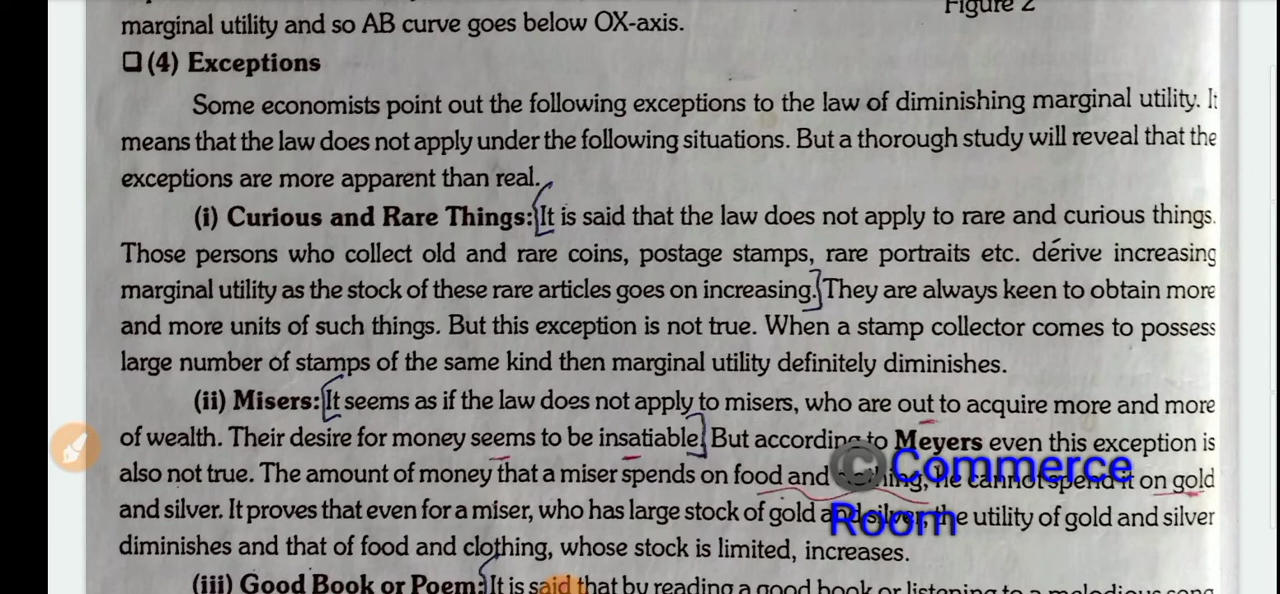 marginal utility and so AB curve goes below OX-axis.
Figure 2
❑ (4) Exceptions
Some economists point out the following exceptions to the law of diminishing marginal utility. It
means that the law does not apply under the following situations. But a thorough study will reveal that the
exceptions are more apparent than real.
(i) Curious and Rare Things: It is said that the law does not apply to rare and curious things.
Those persons who collect old and rare coins, postage stamps, rare portraits etc. derive increasing
marginal utility as the stock of these rare articles goes on increasing. They are always keen to obtain more
and more units of such things. But this exception is not true. When a stamp collector comes to possess
large number of stamps of the same kind then marginal utility definitely diminishes.
(ii) Misers: It seems as if the law does not apply to misers, who are out to acquire more and more
of wealth. Their desire for money seems to be insatiable. But according to Meyers even this exception is
also not true. The amount of money that a miser spends on food and he cannot spend it on gold
and silver. It proves that even for a miser, who has large stock of gold and silver, the utility of gold and silver
diminishes and that of food and clothing, whose stock is limited, increases.
(iii) Good Book or Poem: It is said that by reading a good book or listening to a melodious song
© Commerce
Room